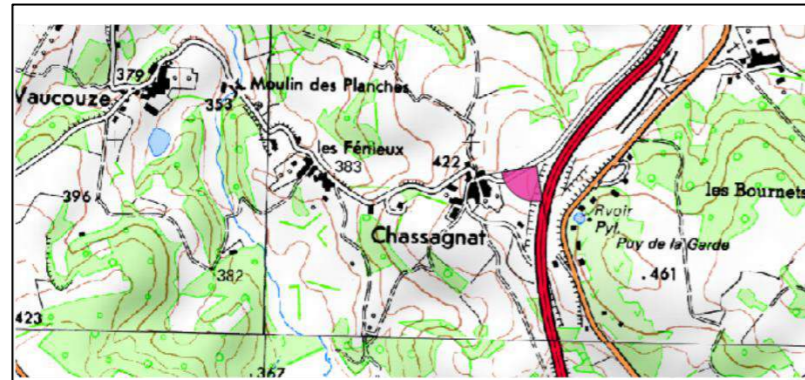 379
Vaucouze
Moulin des Planches
353
les Fénieux
383
422
396
Chassagnat
les Bournets
Rvoir
Pyl.
Puy de la Garde
382
461
423
367